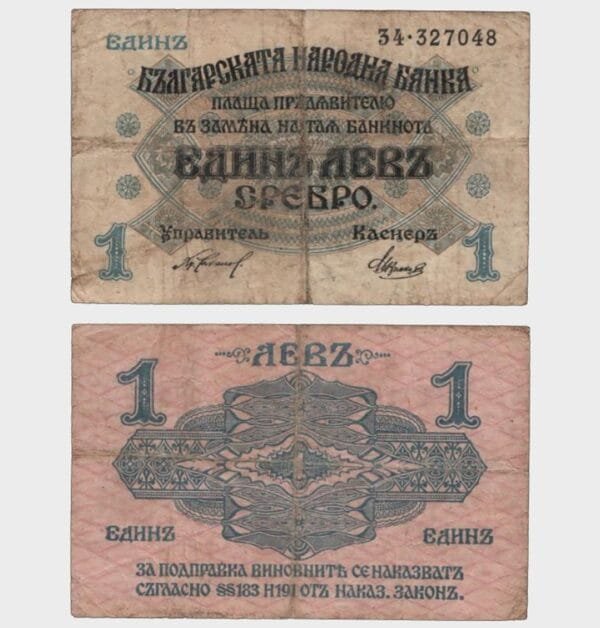 ЕДИНЪ
34·327048
БЪЛГАРСКАТА НАРОДНА БАНКА
ПЛАЩА ПРѢДЯВИТЕЛЮ
ВЪ ЗАМѢНА НА ТАЯ БАНКНОТА
ЕДИНЪ ЛЕВЪ
СРЕБРО.
Управитель Касиеръ
1 1
ЛЕВЪ
1 1
ЕДИНЪ ЕДИНЪ
ЗА ПОДПРАВКА ВИНОВНИТѢ СЕ НАКАЗВАТЪ
СЪГЛАСНО §§183 И 191 ОТЪ НАКАЗ. ЗАКОНЪ.